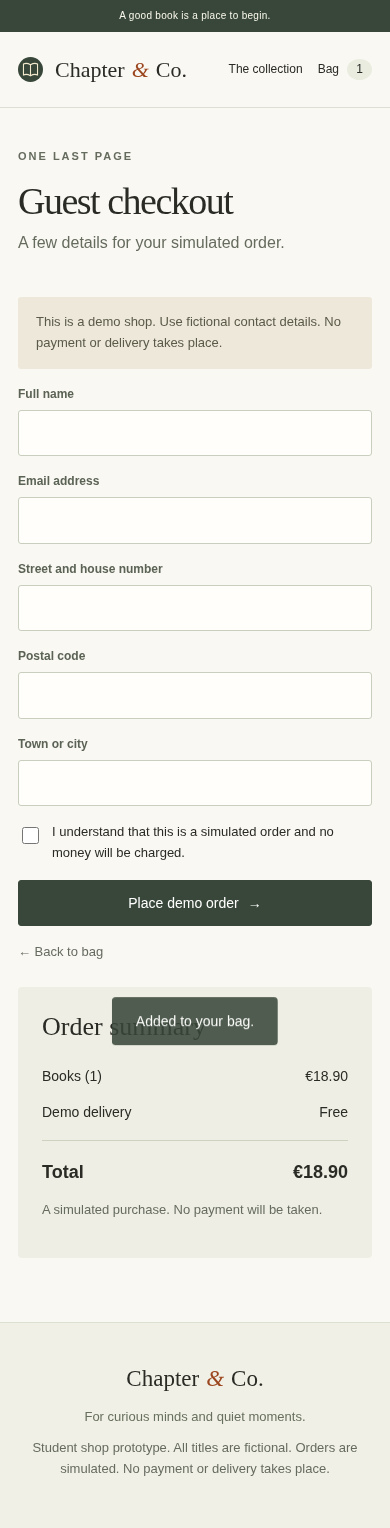 A good book is a place to begin.
Chapter & Co.
The collection
Bag
1
ONE LAST PAGE
Guest checkout
A few details for your simulated order.
This is a demo shop. Use fictional contact details. No
payment or delivery takes place.
Full name
Email address
Street and house number
Postal code
Town or city
I understand that this is a simulated order and no
money will be charged.
Place demo order →
← Back to bag
Order summary
Added to your bag.
Books (1) €18.90
Demo delivery Free
Total €18.90
A simulated purchase. No payment will be taken.
Chapter & Co.
For curious minds and quiet moments.
Student shop prototype. All titles are fictional. Orders are
simulated. No payment or delivery takes place.